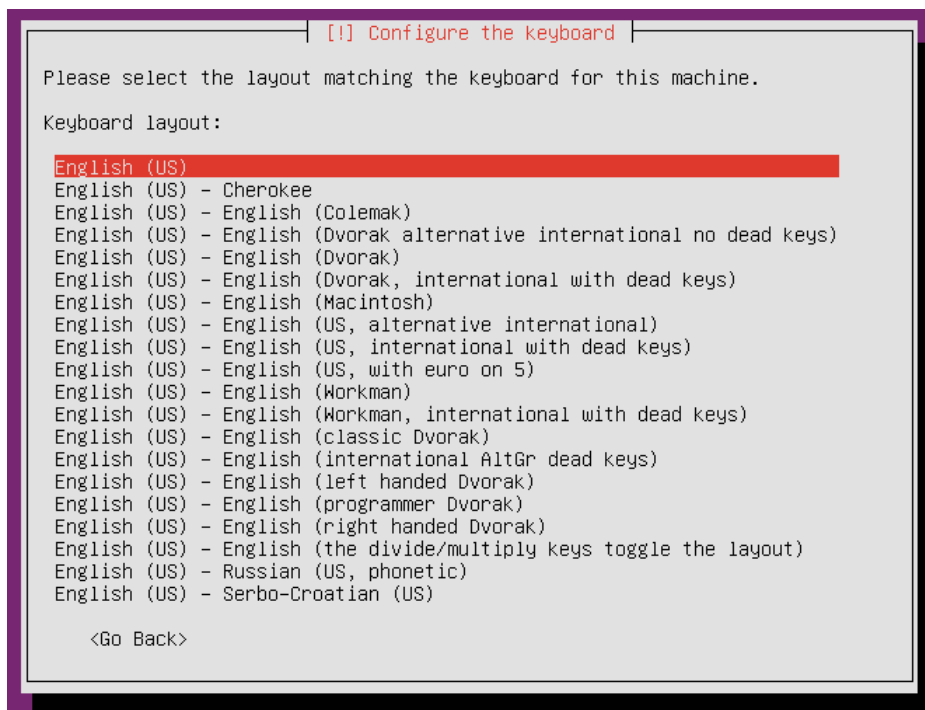 [!] Configure the keyboard
Please select the layout matching the keyboard for this machine.
Keyboard layout:
English (US)
English (US) – Cherokee
English (US) – English (Colemak)
English (US) – English (Dvorak alternative international no dead keys)
English (US) – English (Dvorak)
English (US) – English (Dvorak, international with dead keys)
English (US) – English (Macintosh)
English (US) – English (US, alternative international)
English (US) – English (US, international with dead keys)
English (US) – English (US, with euro on 5)
English (US) – English (Workman)
English (US) – English (Workman, international with dead keys)
English (US) – English (classic Dvorak)
English (US) – English (international AltGr dead keys)
English (US) – English (left handed Dvorak)
English (US) – English (programmer Dvorak)
English (US) – English (right handed Dvorak)
English (US) – English (the divide/multiply keys toggle the layout)
English (US) – Russian (US, phonetic)
English (US) – Serbo-Croatian (US)
<Go Back>